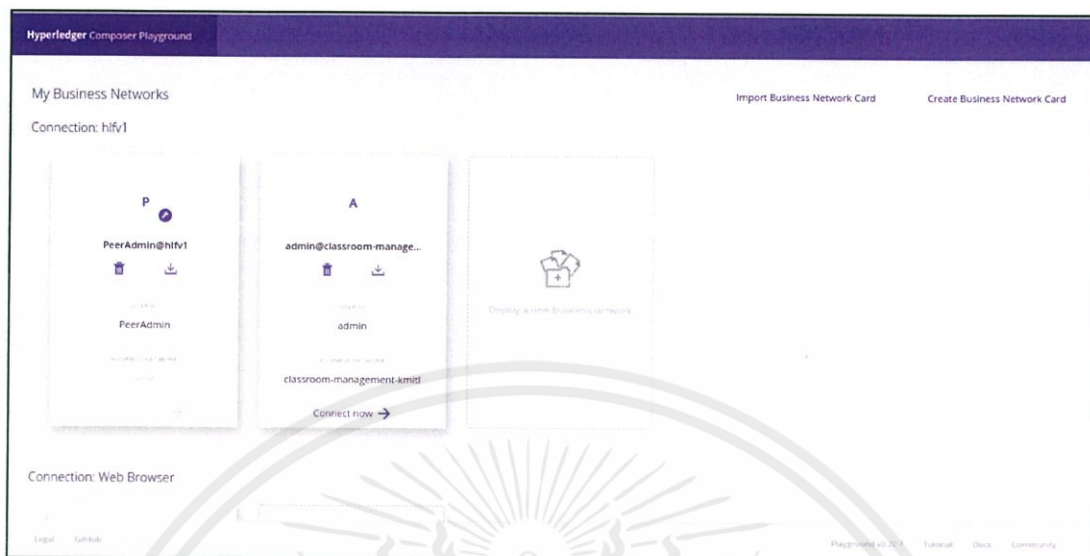 Hyperledger Composer Playground
My Business Networks
Import Business Network Card
Create Business Network Card
Connection: hlfv1
P
PeerAdmin@hlfv1
PeerAdmin
A
admin@classroom-manage...
admin
classroom-management-kmitl
Connect now →
Deploy a new business network
Connection: Web Browser
Legal
GitHub
Tutorial
Docs
Community